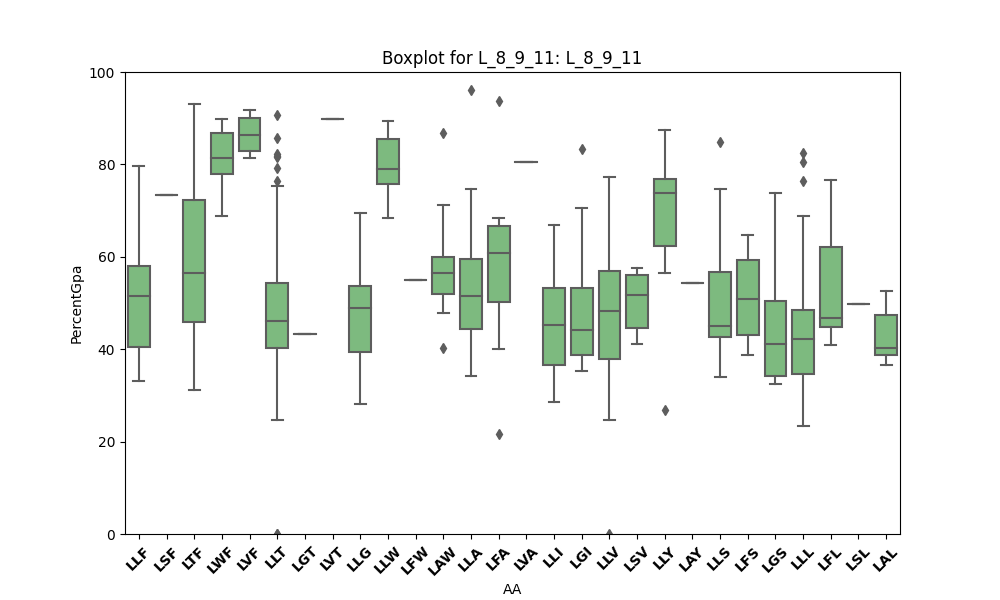 Boxplot for L_8_9_11: L_8_9_11
PercentGpa
100
80
60
40
20
0
LLF LSF LTF LWF LVF LLT LGT LVT LLG LLW LFW LAW LLA LFA LVA LLI LGI LLV LSV LLY LAY LLS LFS LGS LLL LFL LSL LAL
AA